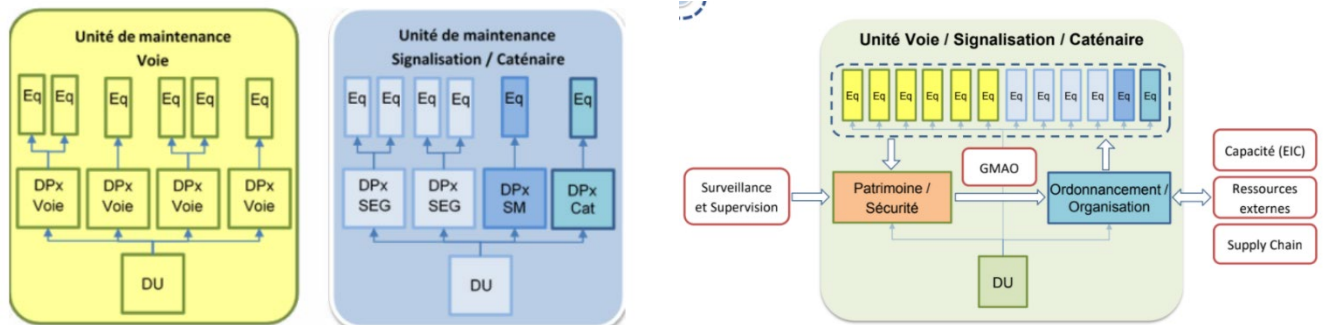 Unité de maintenance
Voie
Eq Eq Eq Eq Eq Eq
DPx
Voie
DPx
Voie
DPx
Voie
DPx
Voie
DU
Unité de maintenance
Signalisation / Caténaire
Eq Eq Eq Eq Eq Eq
DPx
SEG
DPx
SEG
DPx
SM
DPx
Cat
DU
Unité Voie / Signalisation / Caténaire
Eq Eq Eq Eq Eq Eq Eq Eq Eq Eq Eq Eq
Surveillance
et Supervision
Patrimoine /
Sécurité
GMAO
Ordonnancement /
Organisation
Capacité (EIC)
Ressources
externes
Supply Chain
DU